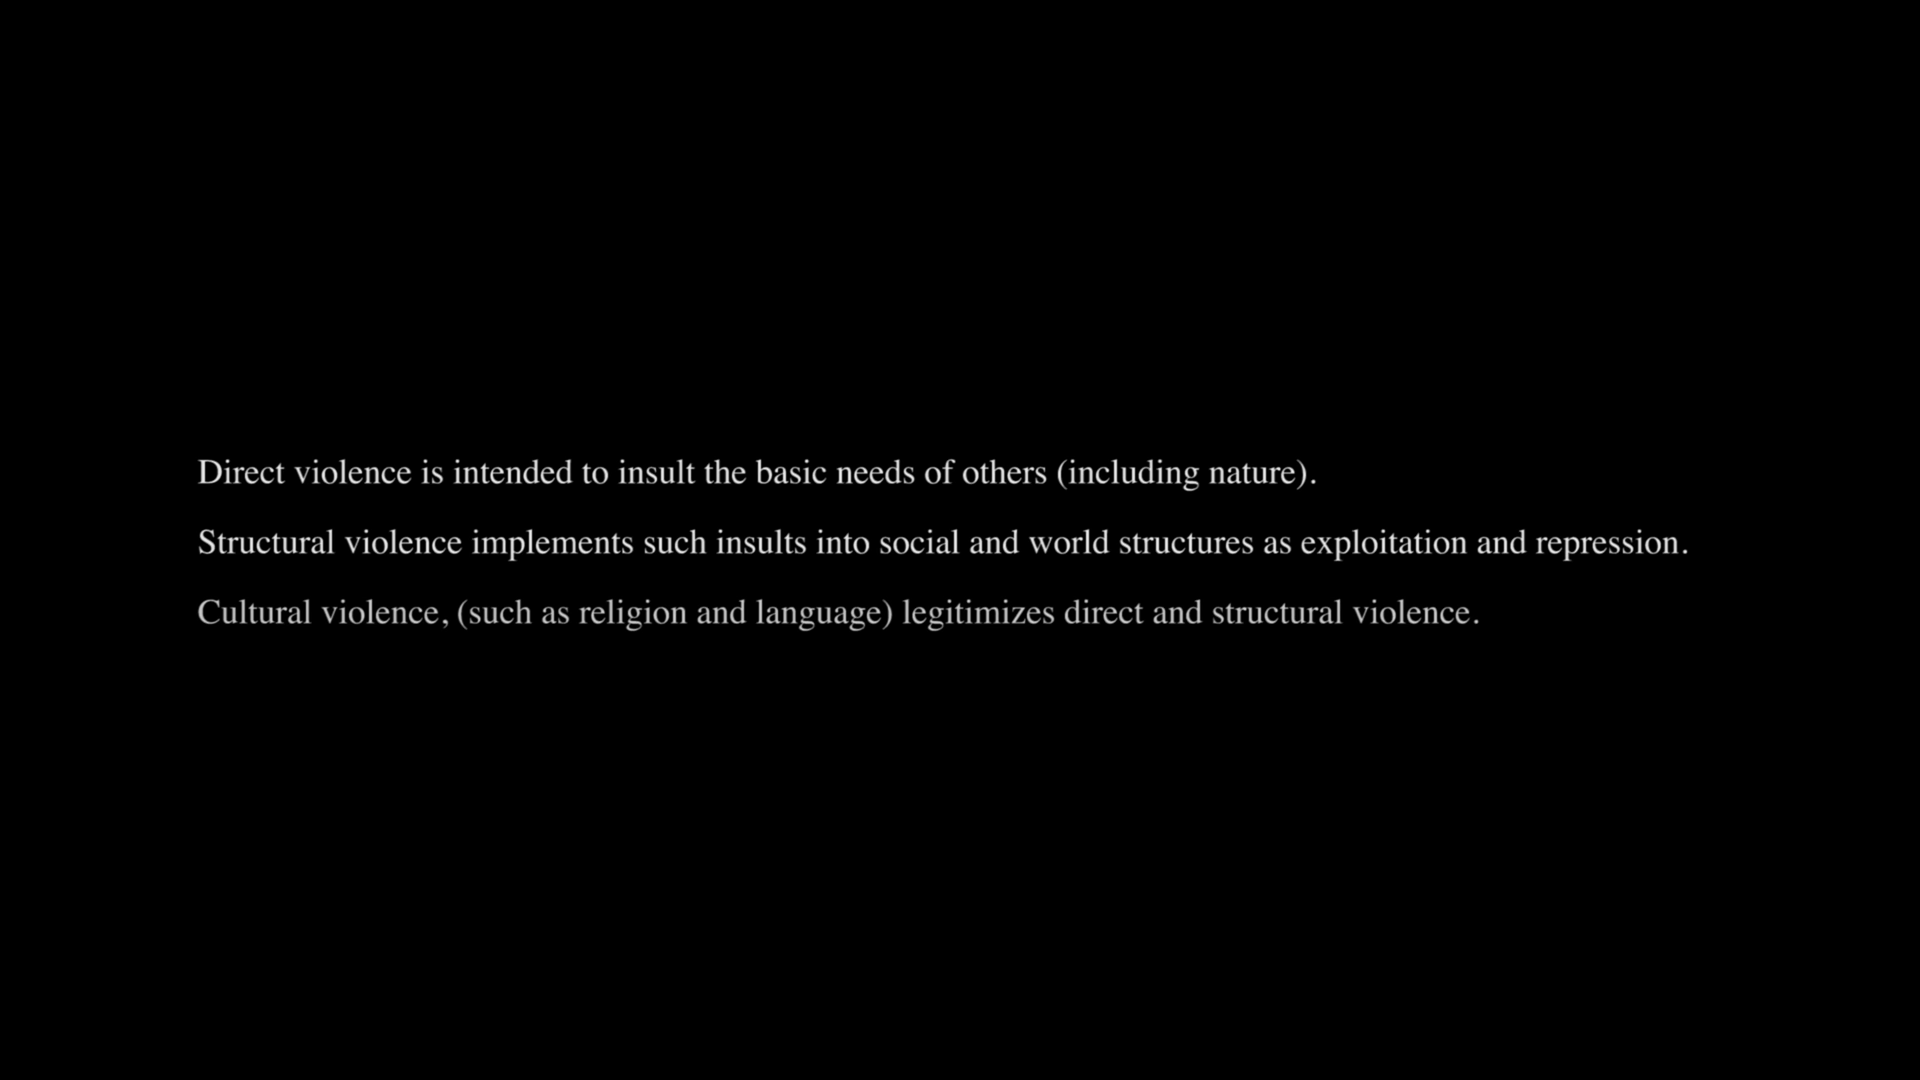 Direct violence is intended to insult the basic needs of others (including nature).
Structural violence implements such insults into social and world structures as exploitation and repression.
Cultural violence, (such as religion and language) legitimizes direct and structural violence.